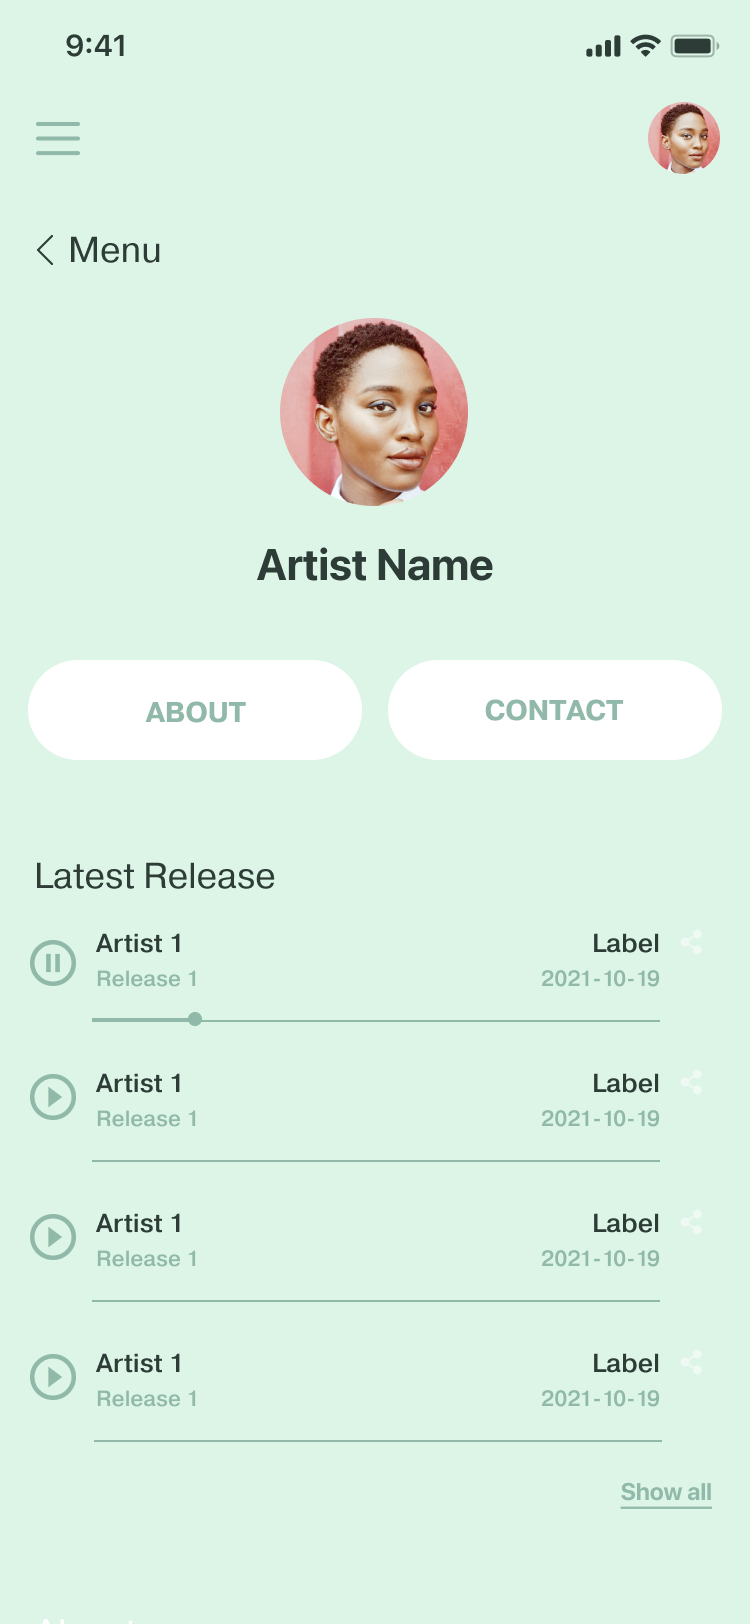 9:41
Menu
Artist Name
ABOUT
CONTACT
Latest Release
Artist 1
Label
Release 1
2021-10-19
Artist 1
Label
Release 1
2021-10-19
Artist 1
Label
Release 1
2021-10-19
Artist 1
Label
Release 1
2021-10-19
Show all